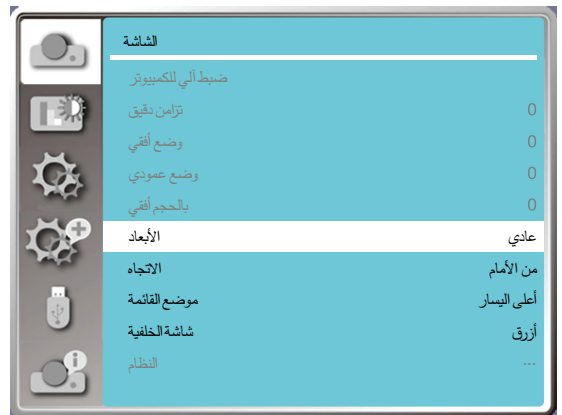 الشاشة
ضبط آلي للكمبيوتر
تزامن دقيق 0
وضع أفقي 0
وضع عمودي 0
بالحجم أفقي 0
الأبعاد عادي
الاتجاه من الأمام
موضع القائمة أعلى اليسار
شاشة الخلفية أزرق
النظام ...